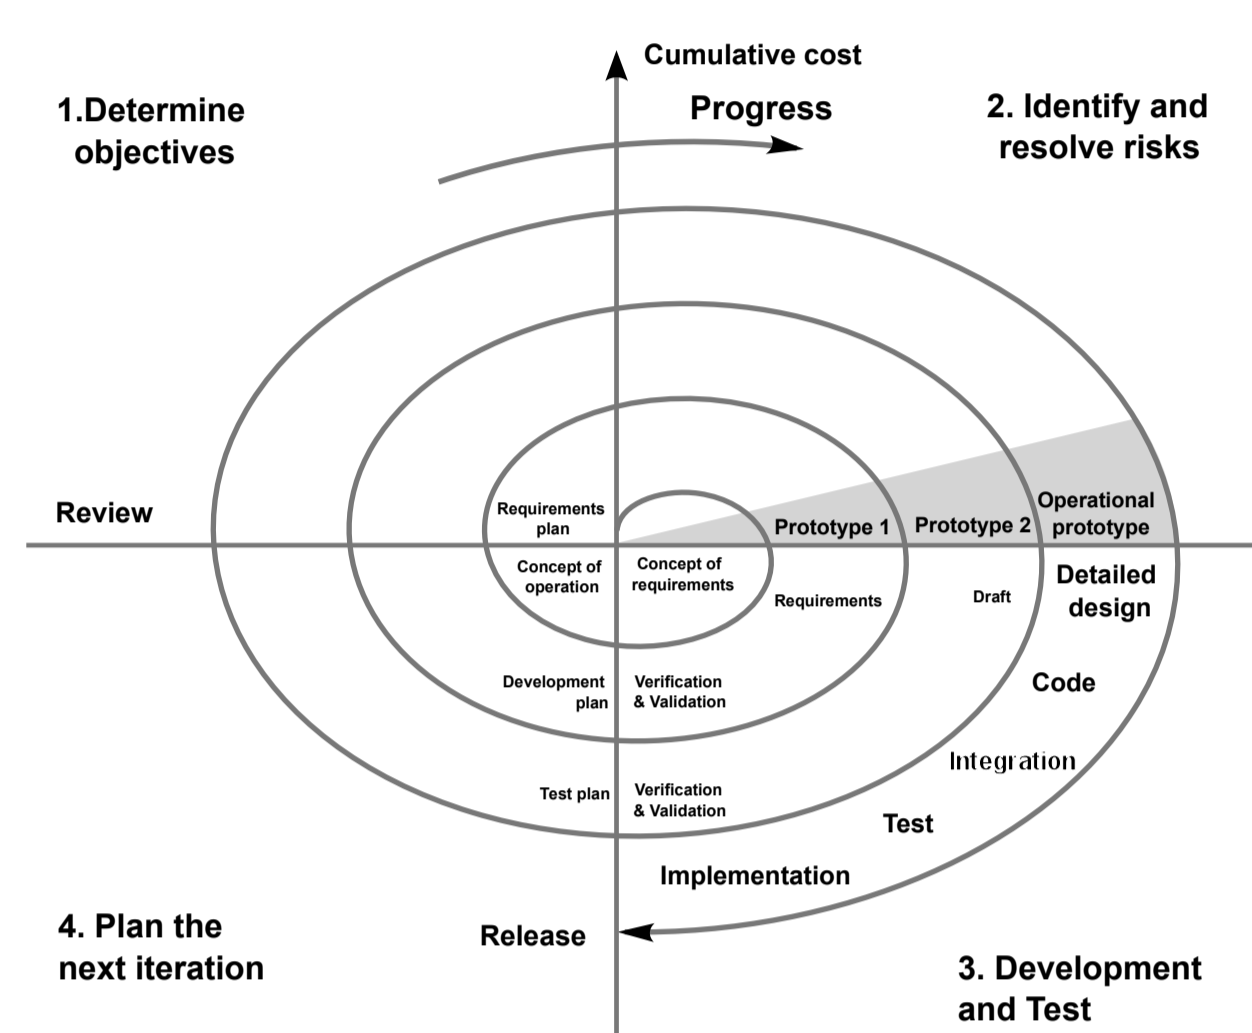 Cumulative cost
Progress
1.Determine
objectives
2. Identify and
resolve risks
Review
Requirements
plan
Prototype 1
Prototype 2
Operational
prototype
Concept of
operation
Concept of
requirements
Requirements
Draft
Detailed
design
Development
plan
Verification
& Validation
Code
Integration
Test plan
Verification
& Validation
Test
Implementation
Release
4. Plan the
next iteration
3. Development
and Test